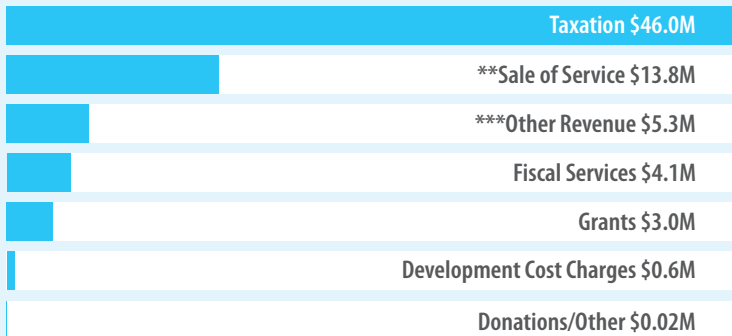 Taxation $46.0M
**Sale of Service $13.8M
***Other Revenue $5.3M
Fiscal Services $4.1M
Grants $3.0M
Development Cost Charges $0.6M
Donations/Other $0.02M